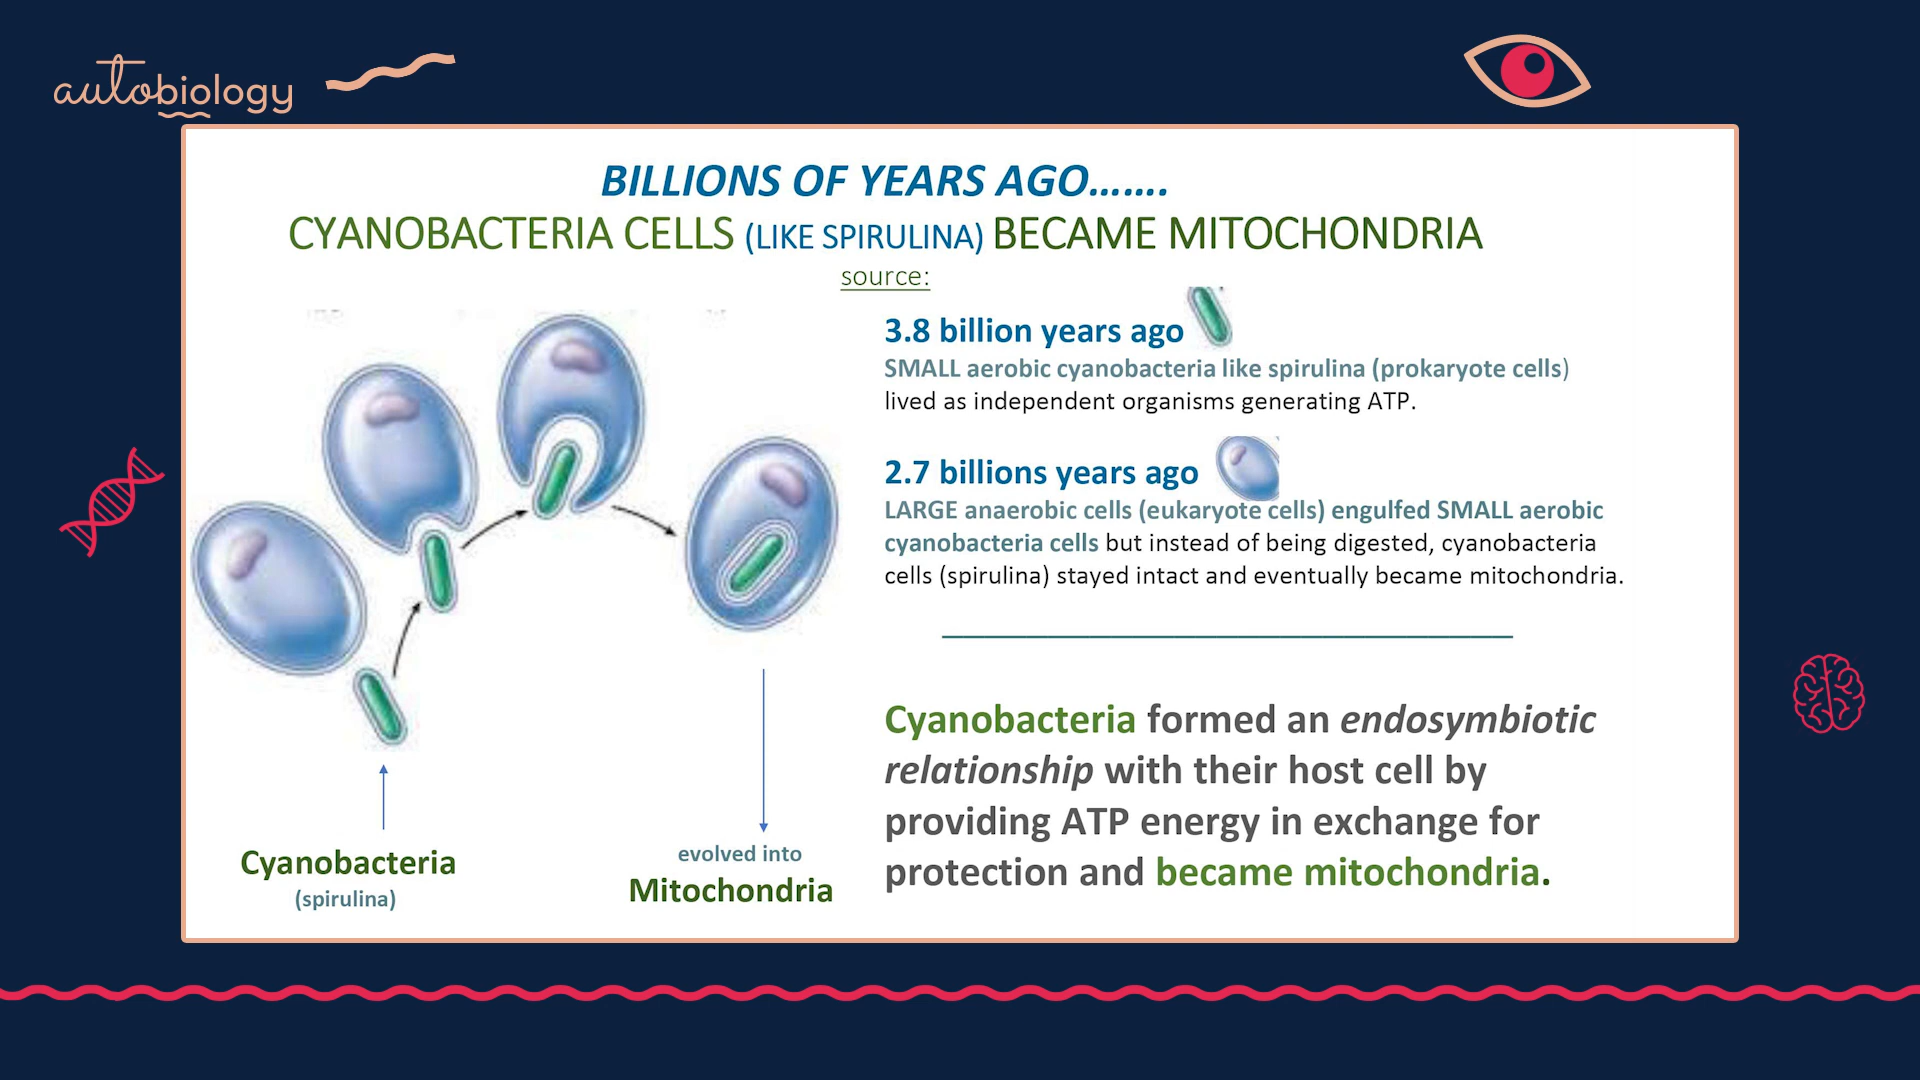 autobiology
BILLIONS OF YEARS AGO.......
CYANOBACTERIA CELLS (LIKE SPIRULINA) BECAME MITOCHONDRIA
source:
3.8 billion years ago
SMALL aerobic cyanobacteria like spirulina (prokaryote cells)
lived as independent organisms generating ATP.
2.7 billions years ago
LARGE anaerobic cells (eukaryote cells) engulfed SMALL aerobic
cyanobacteria cells but instead of being digested, cyanobacteria
cells (spirulina) stayed intact and eventually became mitochondria.
Cyanobacteria formed an endosymbiotic
relationship with their host cell by
providing ATP energy in exchange for
protection and became mitochondria.
Cyanobacteria
(spirulina)
evolved into
Mitochondria